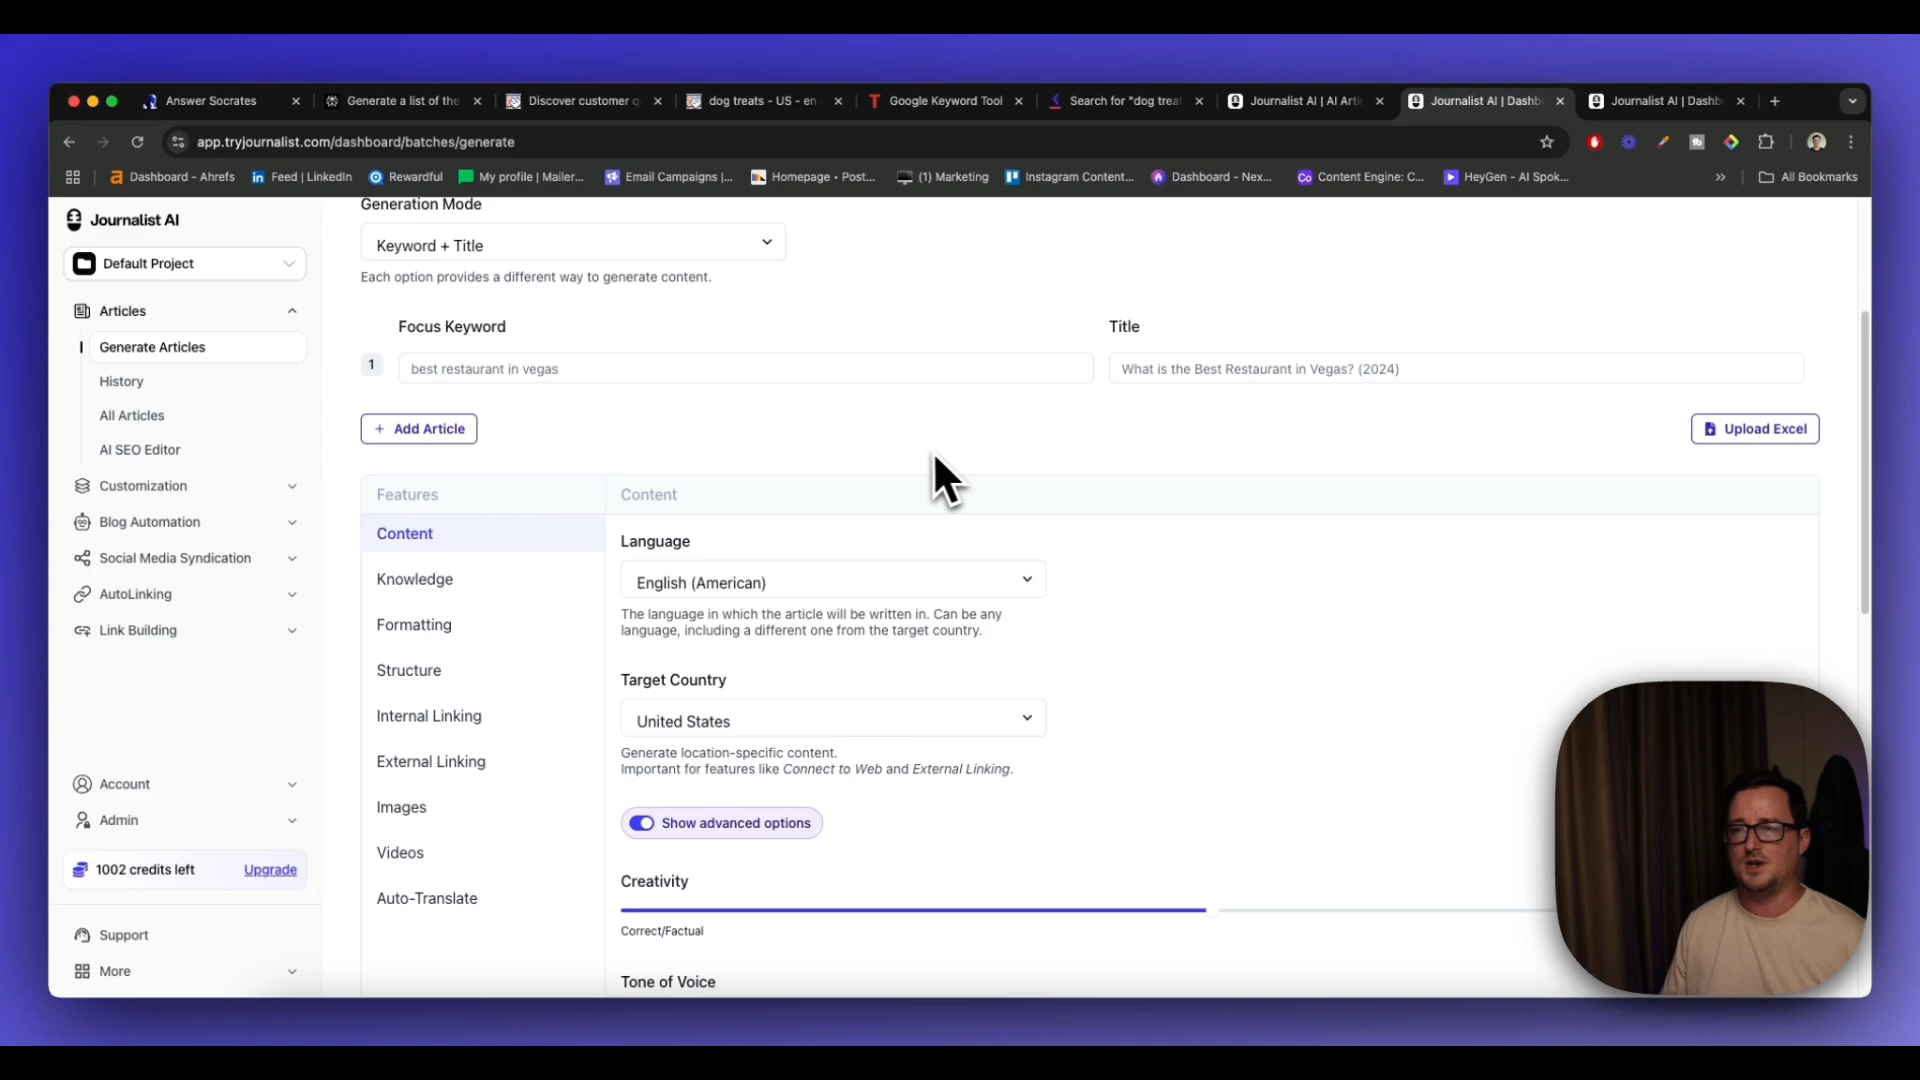 Answer Socrates
Generate a list of the
Discover customer q
dog treats - US - en
Google Keyword Tool
Search for "dog treat
Journalist AI | AI Artic
Journalist AI | Dashb
Journalist AI | Dashb
app.tryjournalist.com/dashboard/batches/generate
Dashboard - Ahrefs
in Feed | LinkedIn
Rewardful
My profile | Mailer...
Email Campaigns |...
Homepage • Post...
(1) Marketing
Instagram Content...
Dashboard - Nex...
Co Content Engine: C...
HeyGen - AI Spok...
»
All Bookmarks
Journalist AI
Default Project
Articles
Generate Articles
History
All Articles
AI SEO Editor
Customization
Blog Automation
Social Media Syndication
AutoLinking
Link Building
Account
Admin
1002 credits left Upgrade
Support
More
Generation Mode
Keyword + Title
Each option provides a different way to generate content.
Focus Keyword Title
1 best restaurant in vegas What is the Best Restaurant in Vegas? (2024)
+ Add Article Upload Excel
Features Content
Content
Knowledge
Formatting
Structure
Internal Linking
External Linking
Images
Videos
Auto-Translate
Language
English (American)
The language in which the article will be written in. Can be any
language, including a different one from the target country.
Target Country
United States
Generate location-specific content.
Important for features like Connect to Web and External Linking.
Show advanced options
Creativity
Correct/Factual
Tone of Voice